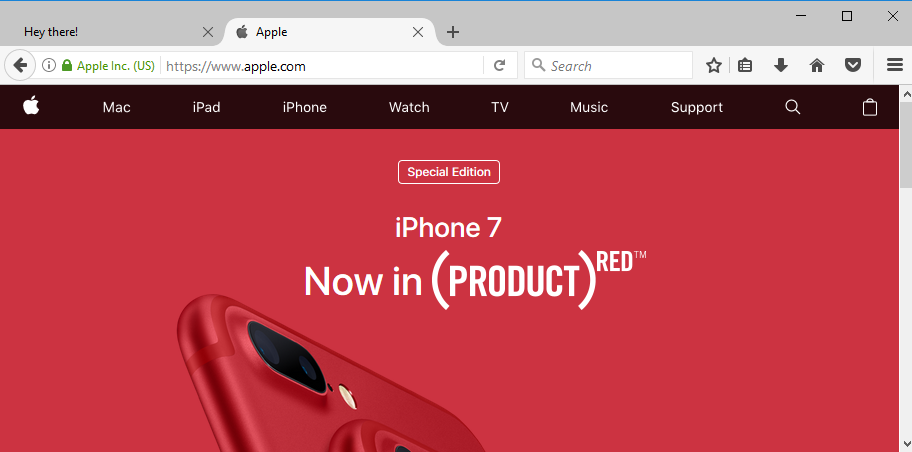 Hey there!
Apple
Apple Inc. (US)
https://www.apple.com
Search
Mac
iPad
iPhone
Watch
TV
Music
Support
Special Edition
iPhone 7
Now in (PRODUCT)RED™